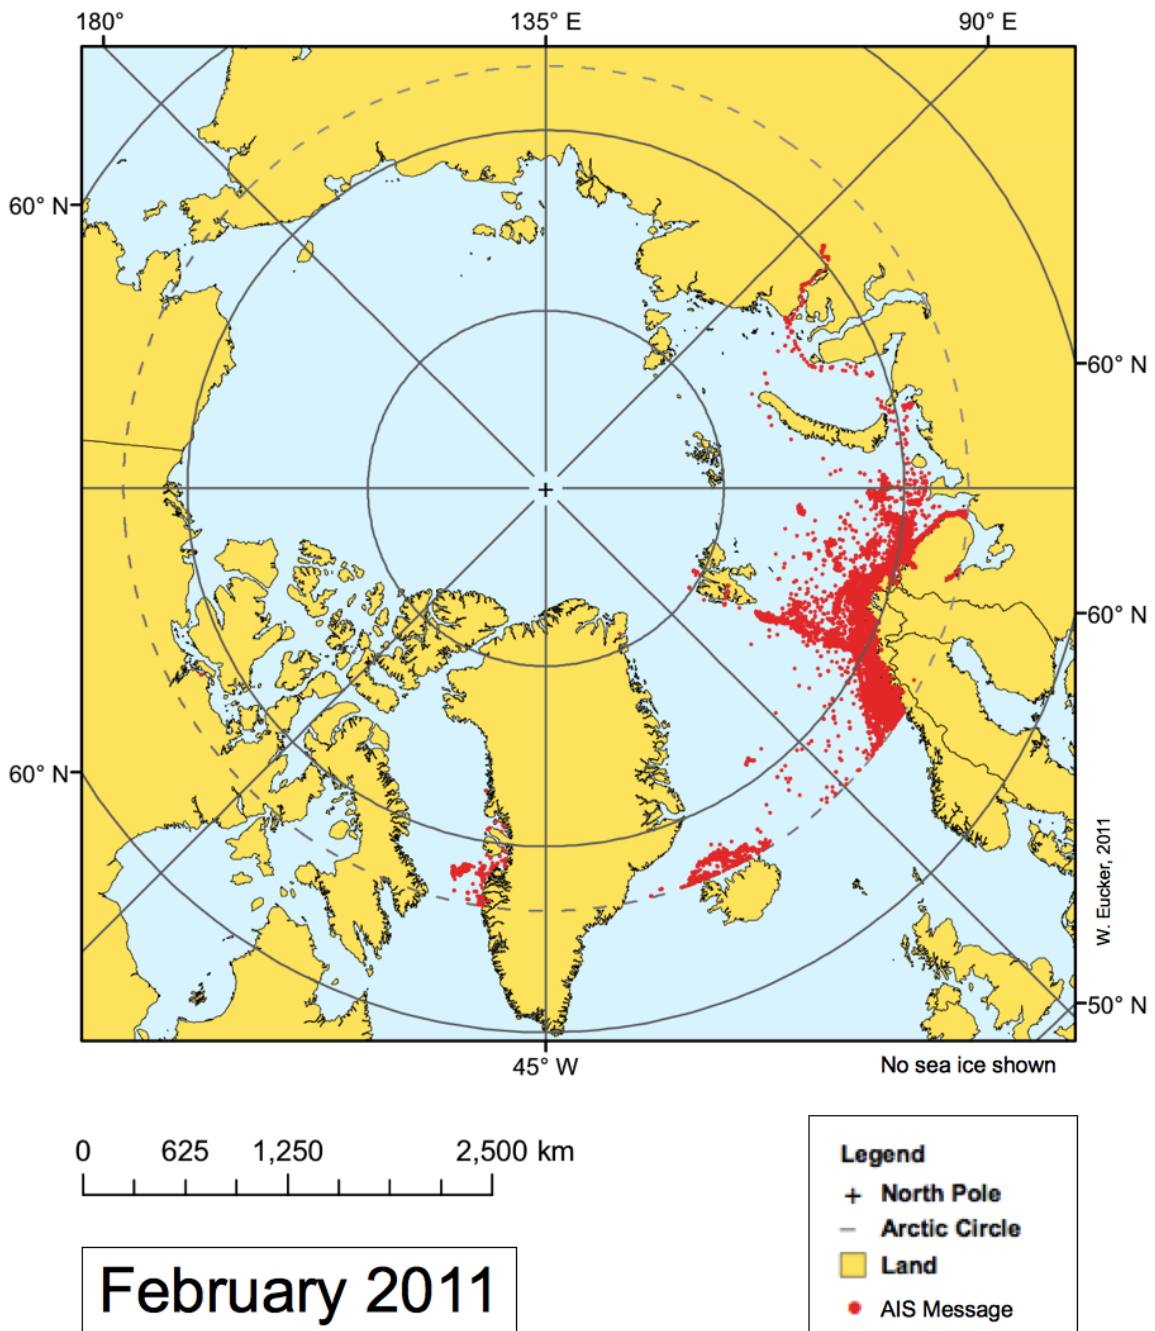 180°
135° E
90° E
60° N
60° N
60° N
60° N
50° N
W. Eucker, 2011
45° W
No sea ice shown
0 625 1,250 2,500 km
Legend
+ North Pole
Arctic Circle
Land
AIS Message
February 2011